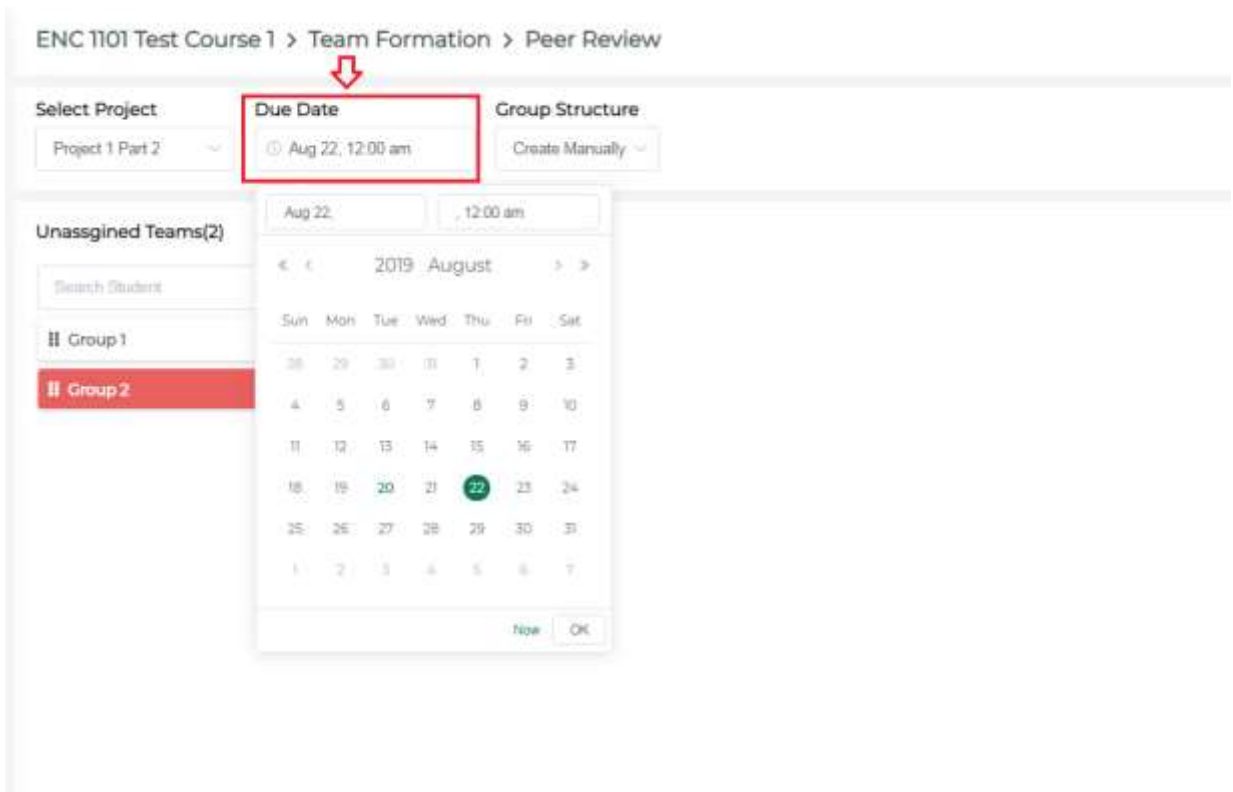 ENC 1101 Test Course 1 > Team Formation > Peer Review
Select Project Due Date Group Structure
Project 1 Part 2 Aug 22, 12:00 am Create Manually
Aug 22, , 12:00 am
Unassgined Teams(2)
« < 2019 August > »
Search Student
Sun Mon Tue Wed Thu Fri Sat
Group 1
28 29 30 31 1 2 3
Group 2
4 5 6 7 8 9 10
11 12 13 14 15 16 17
18 19 20 21 22 23 24
25 26 27 28 29 30 31
1 2 3 4 5 6 7
Now OK